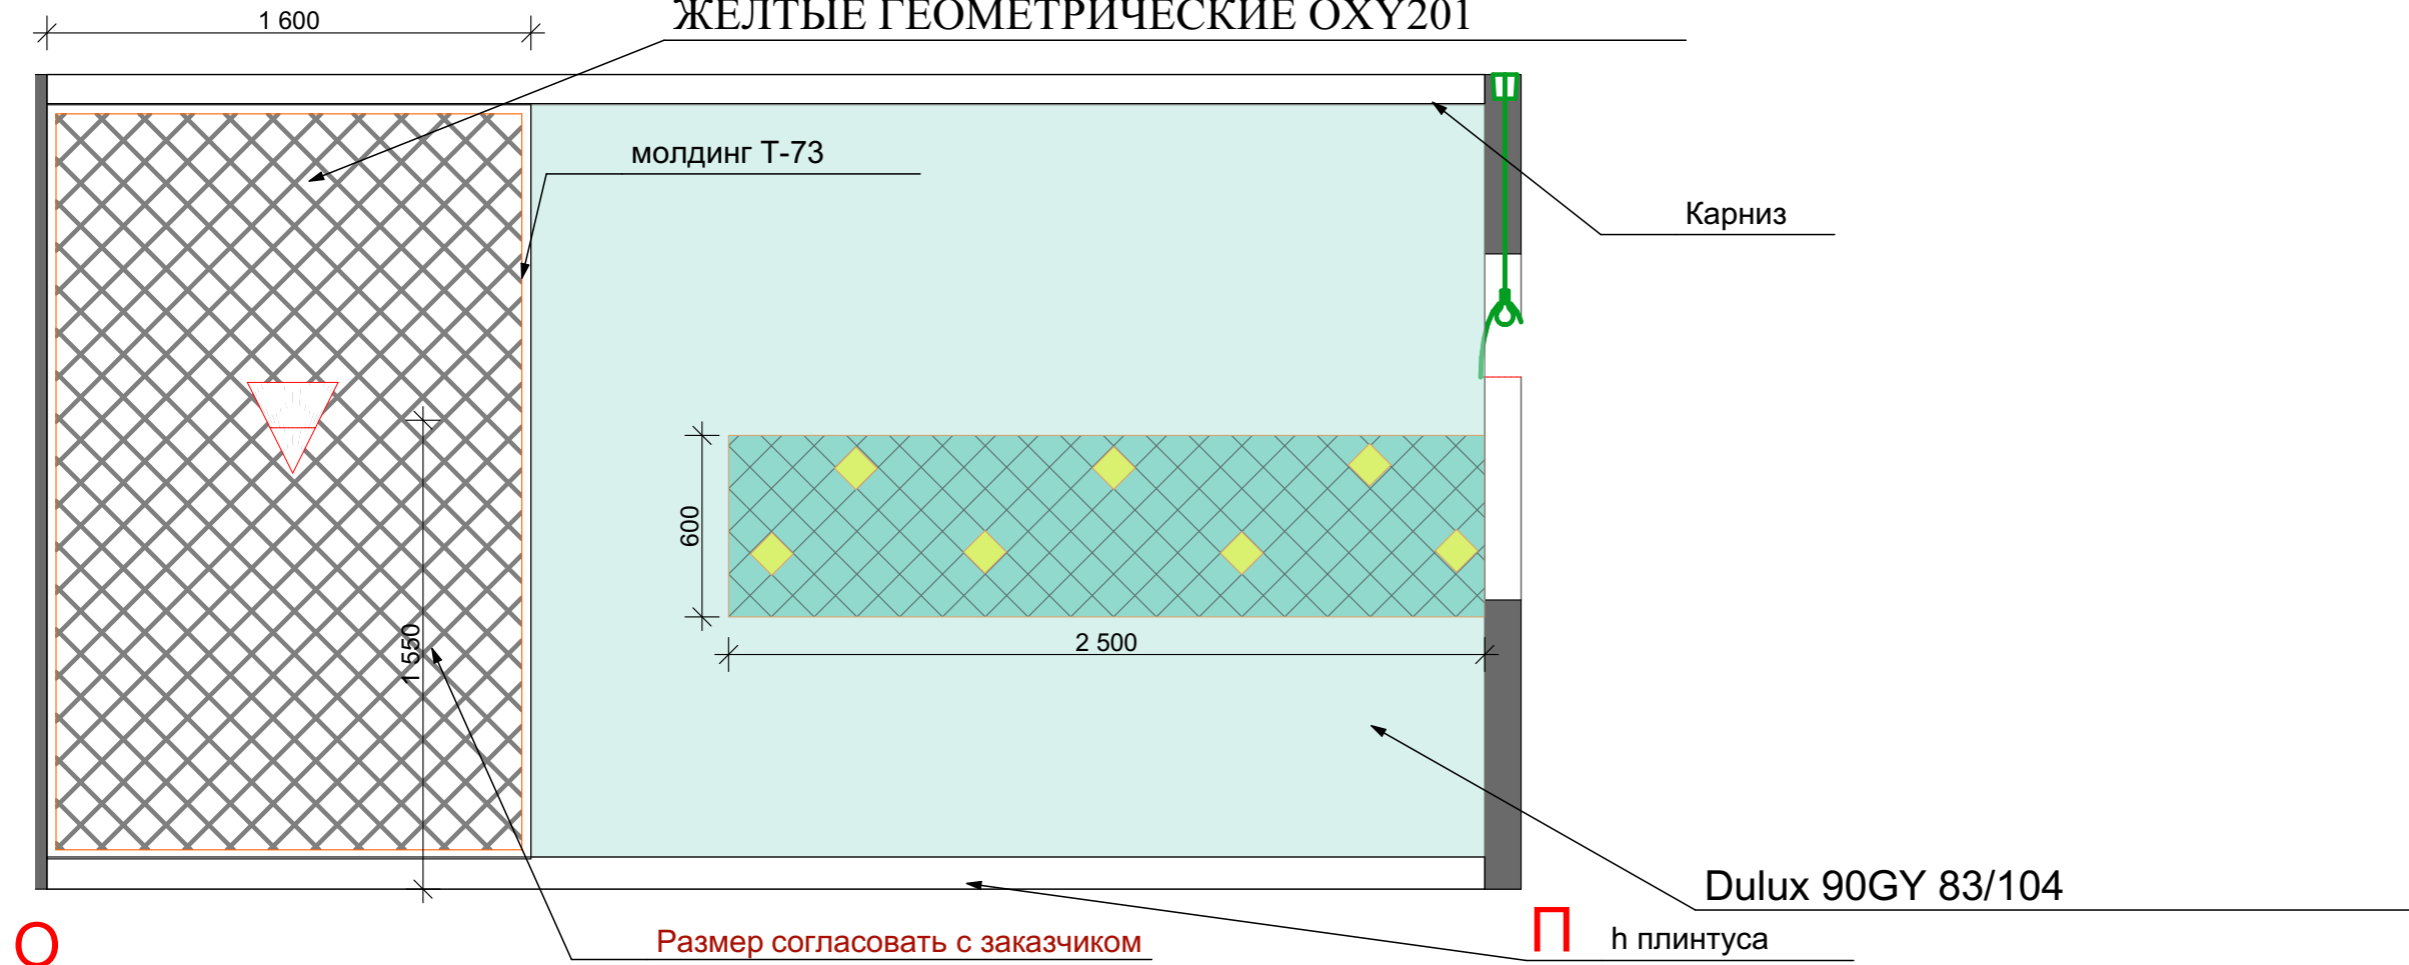 ЖЕЛТЫЕ ГЕОМЕТРИЧЕСКИЕ OXY201
1 600
молдинг Т-73
Карниз
600
2 500
1 550
Dulux 90GY 83/104
О
Размер согласовать с заказчиком
П
h плинтуса